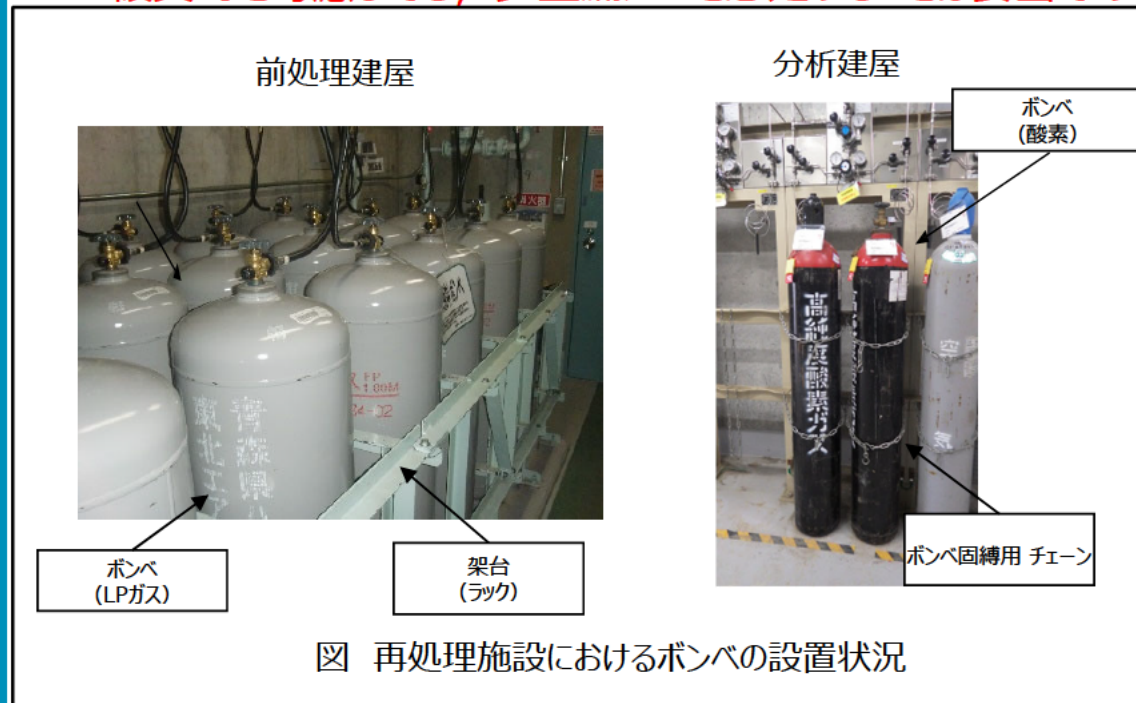 前処理建屋
分析建屋
ボンベ
(酸素)
高純度酸素ガス
空気
ボンベ固縛用 チェーン
ボンベ
(LPガス)
架台
(ラック)
図 再処理施設におけるボンベの設置状況